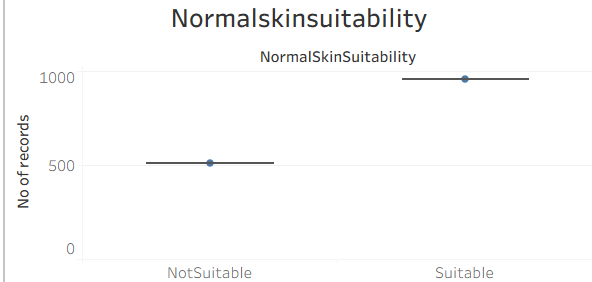 Normalskinsuitability
NormalSkinSuitability
1000
500
0
No of records
NotSuitable
Suitable